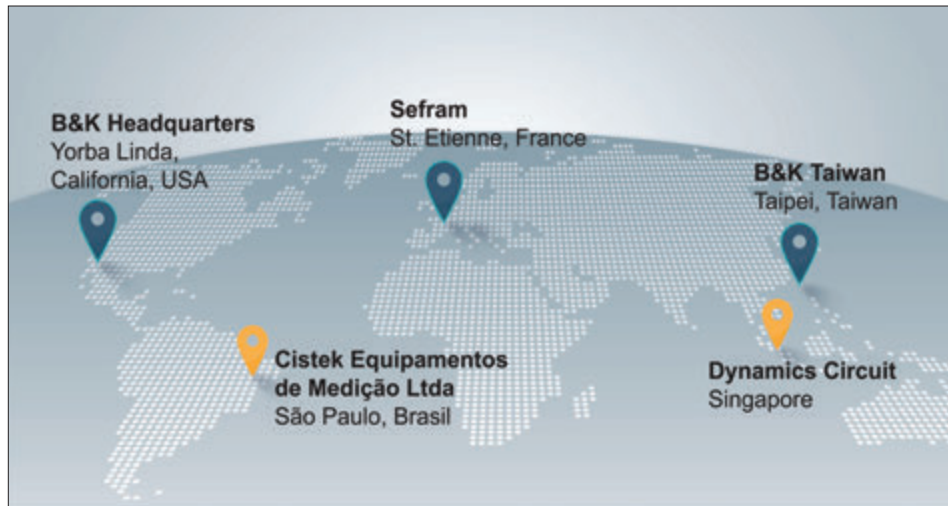 B&K Headquarters
Yorba Linda,
California, USA
Sefram
St. Etienne, France
B&K Taiwan
Taipei, Taiwan
Cistek Equipamentos
de Medição Ltda
São Paulo, Brasil
Dynamics Circuit
Singapore